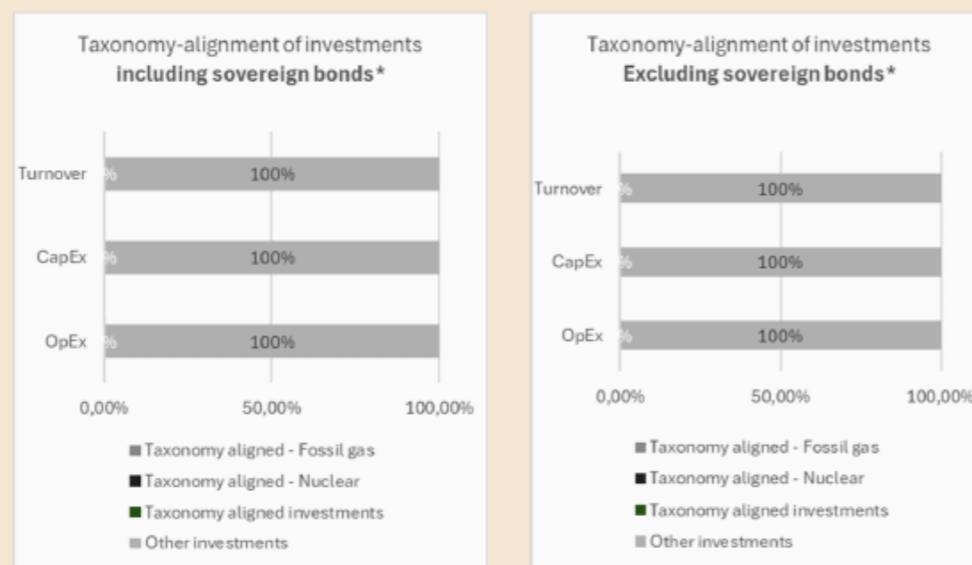 Taxonomy-alignment of investments
including sovereign bonds*
Turnover % 100%
CapEx % 100%
OpEx % 100%
0,00% 50,00% 100,00%
Taxonomy aligned - Fossil gas
Taxonomy aligned - Nuclear
Taxonomy aligned investments
Other investments
Taxonomy-alignment of investments
Excluding sovereign bonds*
Turnover % 100%
CapEx % 100%
OpEx % 100%
0,00% 50,00% 100,00%
Taxonomy aligned - Fossil gas
Taxonomy aligned - Nuclear
Taxonomy aligned investments
Other investments